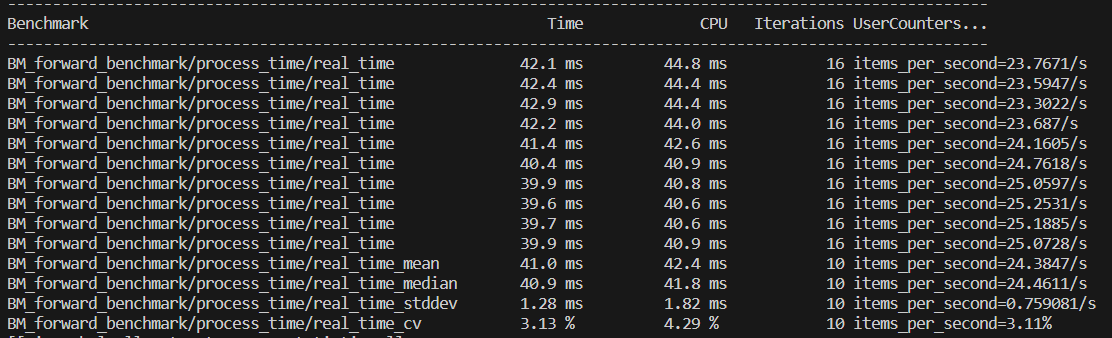 ----------------------------------------------------------------------------------------------------
Benchmark Time CPU Iterations UserCounters...
----------------------------------------------------------------------------------------------------
BM_forward_benchmark/process_time/real_time 42.1 ms 44.8 ms 16 items_per_second=23.7671/s
BM_forward_benchmark/process_time/real_time 42.4 ms 44.4 ms 16 items_per_second=23.5947/s
BM_forward_benchmark/process_time/real_time 42.9 ms 44.4 ms 16 items_per_second=23.3022/s
BM_forward_benchmark/process_time/real_time 42.2 ms 44.0 ms 16 items_per_second=23.687/s
BM_forward_benchmark/process_time/real_time 41.4 ms 42.6 ms 16 items_per_second=24.1605/s
BM_forward_benchmark/process_time/real_time 40.4 ms 40.9 ms 16 items_per_second=24.7618/s
BM_forward_benchmark/process_time/real_time 39.9 ms 40.8 ms 16 items_per_second=25.0597/s
BM_forward_benchmark/process_time/real_time 39.6 ms 40.6 ms 16 items_per_second=25.2531/s
BM_forward_benchmark/process_time/real_time 39.7 ms 40.6 ms 16 items_per_second=25.1885/s
BM_forward_benchmark/process_time/real_time 39.9 ms 40.9 ms 16 items_per_second=25.0728/s
BM_forward_benchmark/process_time/real_time_mean 41.0 ms 42.4 ms 10 items_per_second=24.3847/s
BM_forward_benchmark/process_time/real_time_median 40.9 ms 41.8 ms 10 items_per_second=24.4611/s
BM_forward_benchmark/process_time/real_time_stddev 1.28 ms 1.82 ms 10 items_per_second=0.759081/s
BM_forward_benchmark/process_time/real_time_cv 3.13 % 4.29 % 10 items_per_second=3.11%